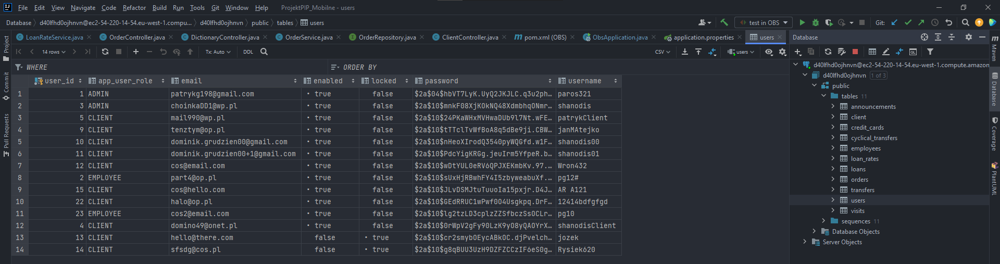 File Edit View Navigate Code Refactor Build Run Tools Git Window Help ProjektPIP_Mobilne - users
Database d40lfhd0ojhnvn@ec2-54-220-14-54.eu-west-1.compu... d40lfhd0ojhnvn public tables users test in OBS Git:
LoanRateService.java OrderController.java DictionaryController.java OrderService.java OrderRepository.java ClientController.java pom.xml (OBS) ObsApplication.java application.properties users Database
14 rows Tx: Auto DDL CSV users
WHERE ORDER BY
user_id app_user_role email enabled locked password username
1 1 ADMIN patrykg198@gmail.com true false $2a$04$hbVT7LyK.UyQ2JKJLC.q3u2ph... paros321
2 3 ADMIN choinkaDD1@wp.pl true false $2a$10$mnkF08XjKOkNQ48XdmbhqONmr... shanodis
3 5 CLIENT mail990@wp.pl true false $2a$10$24PKaWHxMVHwaDUb9l7Nt.wFE... patrykClient
4 9 CLIENT tenztym@op.pl true false $2a$10$tTTclTvWfBoA8q5dBe9ji.CBW... janMAtejko
5 10 CLIENT dominik.grudzien00@gmail.com true false $2a$10$nHeoXIrodQ3540pyWQGfd.w1F... shanodis00
6 11 CLIENT dominik.grudzien00+1@gmail.com true false $2a$10$PdcYigKRGg.jeuIrm5YfpeR.b... shanodis01
7 12 CLIENT cos@email.com true false $2a$10$wDtYUL0eRV6QPJXEKmbKv.97... Wron432
8 2 EMPLOYEE part4@op.pl true false $2a$10$sUxHjRBwhFY4I5zbyweabuXf... pg12#
9 15 CLIENT cos@hello.com true false $2a$10$JLvDSMJtuTuuoIa15pxjr.D4J... AR A121
10 22 CLIENT halo@op.pl true false $2a$10$GEdRRUC1wPwf004Usgkpq.DrF... 12414bdfgfgd
11 23 EMPLOYEE cos2@email.com true false $2a$10$lg2tzLD3cplzZZSfbczSsOCLr... pg10
12 4 CLIENT domino49@onet.pl true false $2a$10$0rWpV2gFy90LzK9yO8yQAOYrX... shanodisClient
13 13 CLIENT hello@there.com false true $2a$10$cr2smybOEycABkOC.djPvelch... jozek
14 14 CLIENT sfsdg@cos.pl false true $2a$10$g8qBUU3UzH9DZFZCCzIF6eS0g... Rysiek620
d40lfhd0ojhnvn@ec2-54-220-14-54.eu-west-1.compute.amazon
d40lfhd0ojhnvn 1 of 3
public
tables 11
announcements
client
credit_cards
cyclical_transfers
employees
loan_rates
loans
orders
transfers
users
visits
sequences 11
Database Objects
Server Objects
Project
Commit
Pull Requests
Maven
Database
Coverage
PlantUML